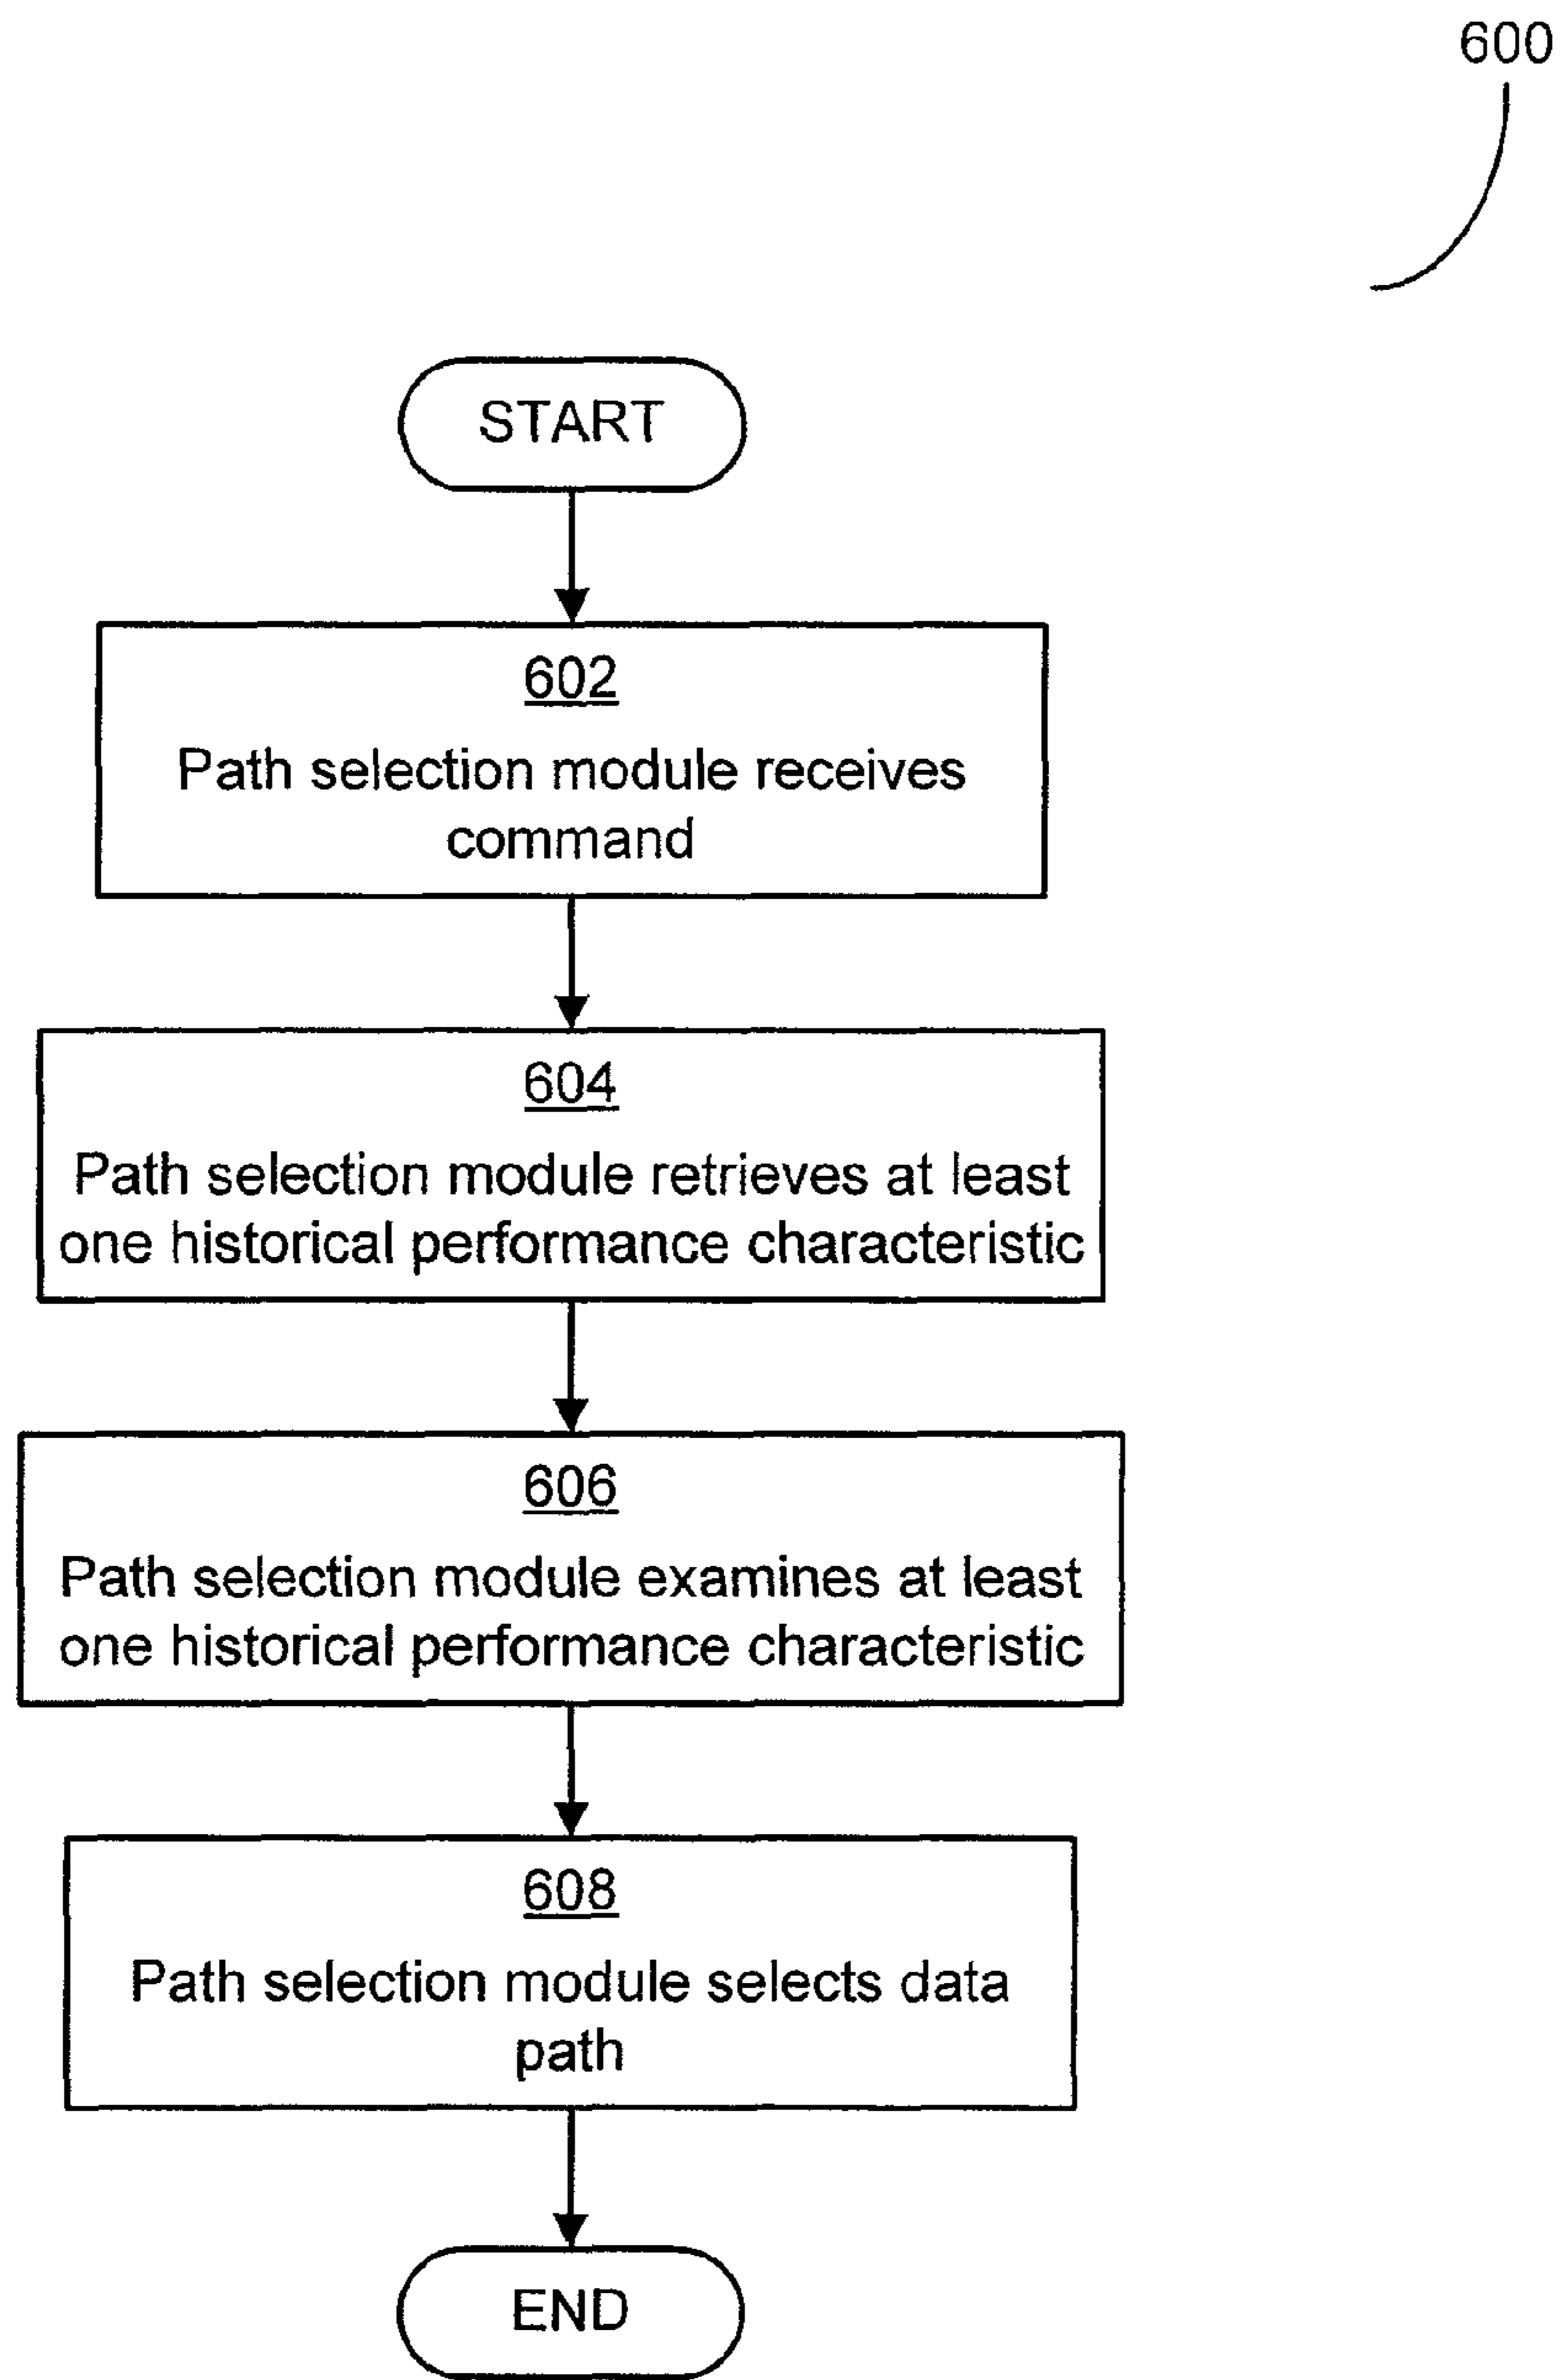 600
START
602
Path selection module receives
command
604
Path selection module retrieves at least
one historical performance characteristic
606
Path selection module examines at least
one historical performance characteristic
608
Path selection module selects data
path
END